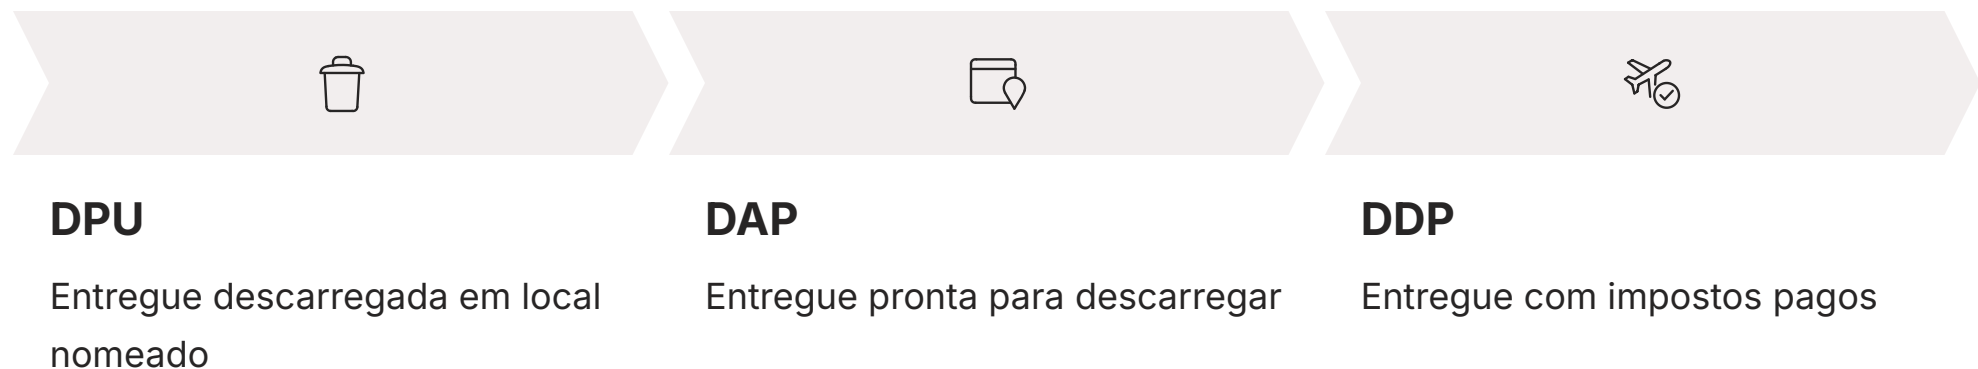 DPU
Entregue descarregada em local
nomeado
DAP
Entregue pronta para descarregar
DDP
Entregue com impostos pagos